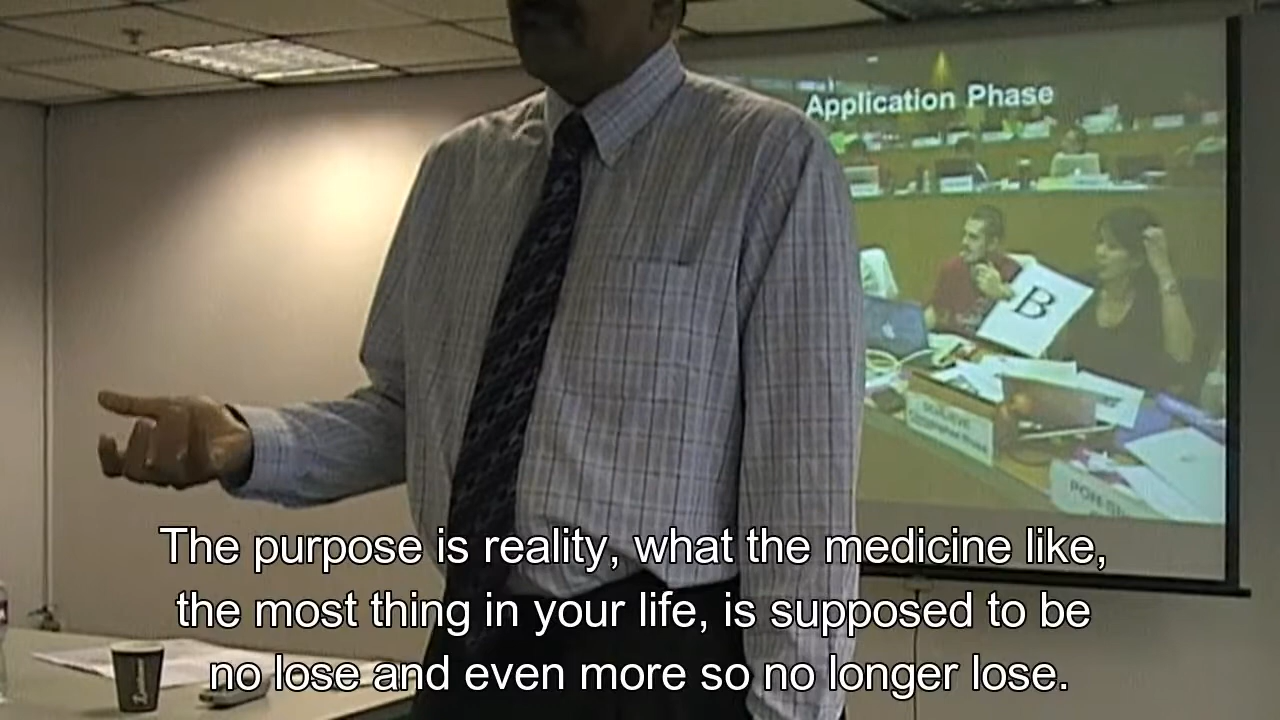 Application Phase
B
The purpose is reality, what the medicine like,
the most thing in your life, is supposed to be
no lose and even more so no longer lose.